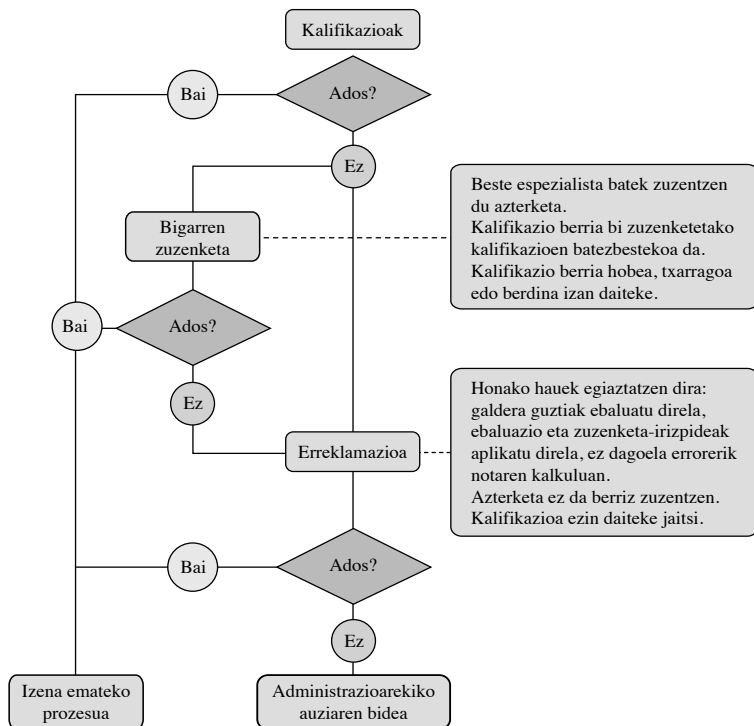 Kalifikazioak
Bai
Ados?
Ez
Bigarren
zuzenketa
Beste espezialista batek zuzentzen
du azterketa.
Kalifikazio berria bi zuzenketetako
kalifikazioen batezbestekoa da.
Kalifikazio berria hobea, txarragoa
edo berdina izan daiteke.
Bai
Ados?
Ez
Erreklamazioa
Honako hauek egiaztatzen dira:
galdera guztiak ebaluatu direla,
ebaluazio eta zuzenketa-irizpideak
aplikatu direla, ez dagoela errorerik
notaren kalkuluan.
Azterketa ez da berriz zuzentzen.
Kalifikazioa ezin daiteke jaitsi.
Bai
Ados?
Ez
Izena emateko
prozesua
Administrazioarekiko
auziaren bidea